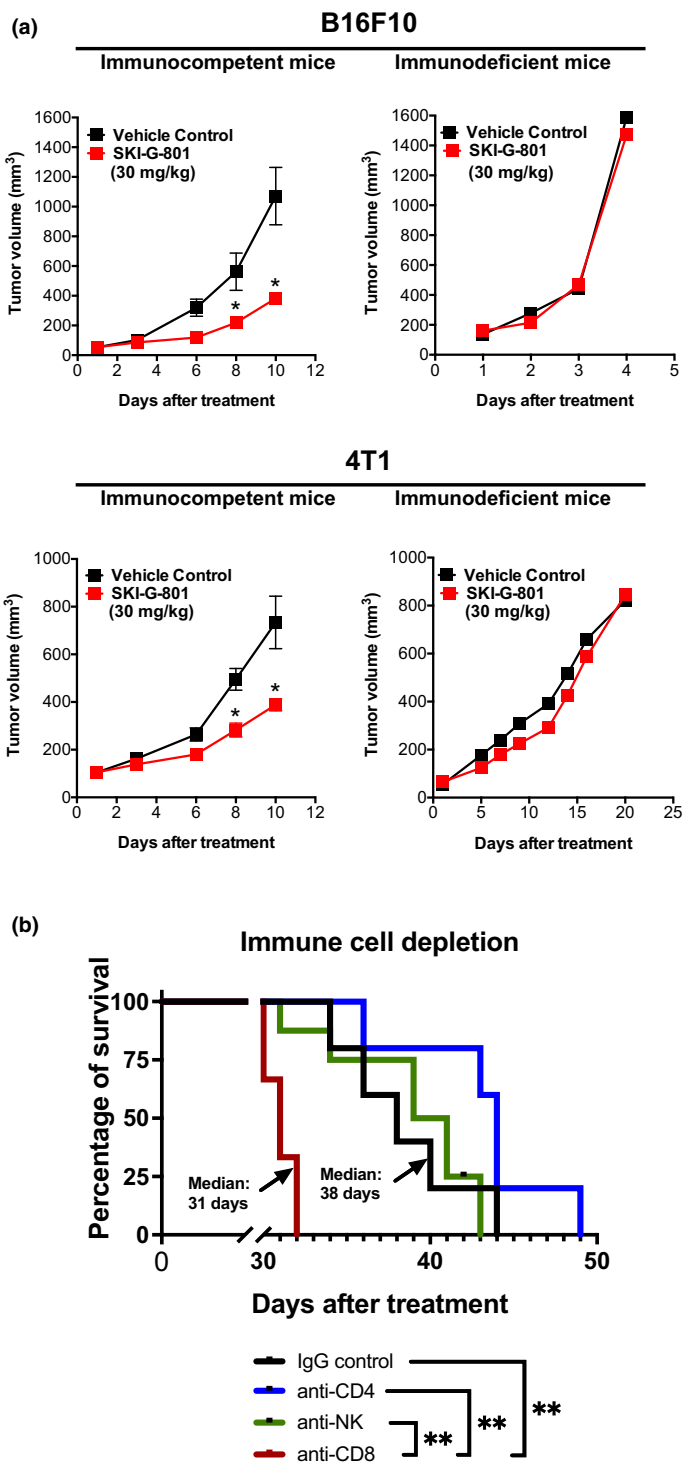 (a)
B16F10
Immunocompetent mice
Immunodeficient mice
Tumor volume (mm³)
1600
1400
1200
1000
800
600
400
200
0
Vehicle Control
SKI-G-801
(30 mg/kg)
*
*
0 2 4 6 8 10 12
Days after treatment
Tumor volume (mm³)
1600
1400
1200
1000
800
600
400
200
0
Vehicle Control
SKI-G-801
(30 mg/kg)
0 1 2 3 4 5
Days after treatment
4T1
Immunocompetent mice
Immunodeficient mice
Tumor volume (mm³)
1000
800
600
400
200
0
Vehicle Control
SKI-G-801
(30 mg/kg)
*
*
0 2 4 6 8 10 12
Days after treatment
Tumor volume (mm³)
1000
800
600
400
200
0
Vehicle Control
SKI-G-801
(30 mg/kg)
0 5 10 15 20 25
Days after treatment
(b)
Immune cell depletion
Percentage of survival
100
75
50
25
0
Median:
31 days
Median:
38 days
0 30 40 50
Days after treatment
IgG control
anti-CD4
anti-NK
anti-CD8
**
**
**